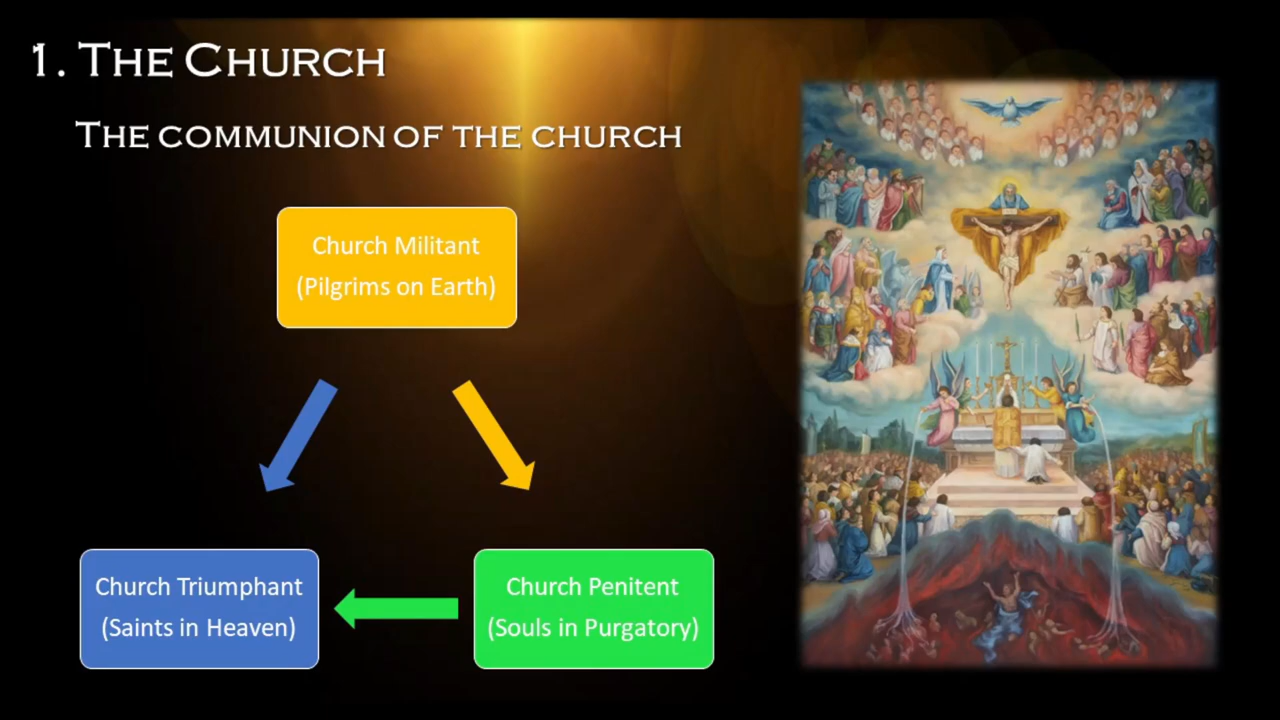 1. The Church
The communion of the church
Church Militant
(Pilgrims on Earth)
Church Triumphant
(Saints in Heaven)
Church Penitent
(Souls in Purgatory)